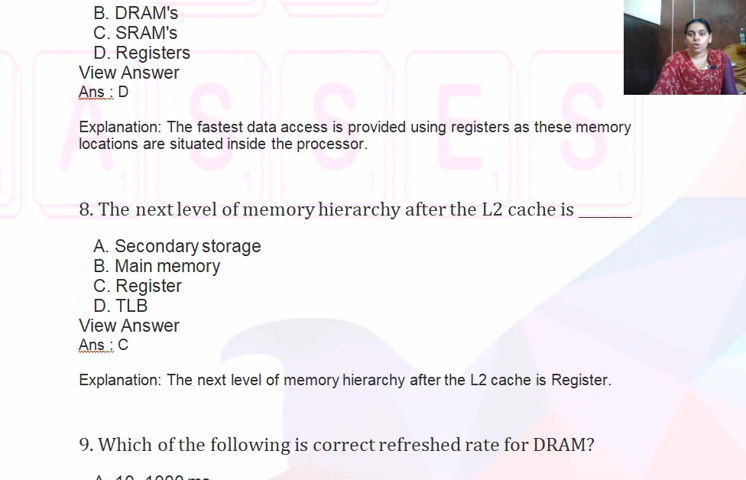 B. DRAM's
C. SRAM's
D. Registers
View Answer
Ans : D
Explanation: The fastest data access is provided using registers as these memory
locations are situated inside the processor.
8. The next level of memory hierarchy after the L2 cache is _______
A. Secondary storage
B. Main memory
C. Register
D. TLB
View Answer
Ans : C
Explanation: The next level of memory hierarchy after the L2 cache is Register.
9. Which of the following is correct refreshed rate for DRAM?
A S S E S